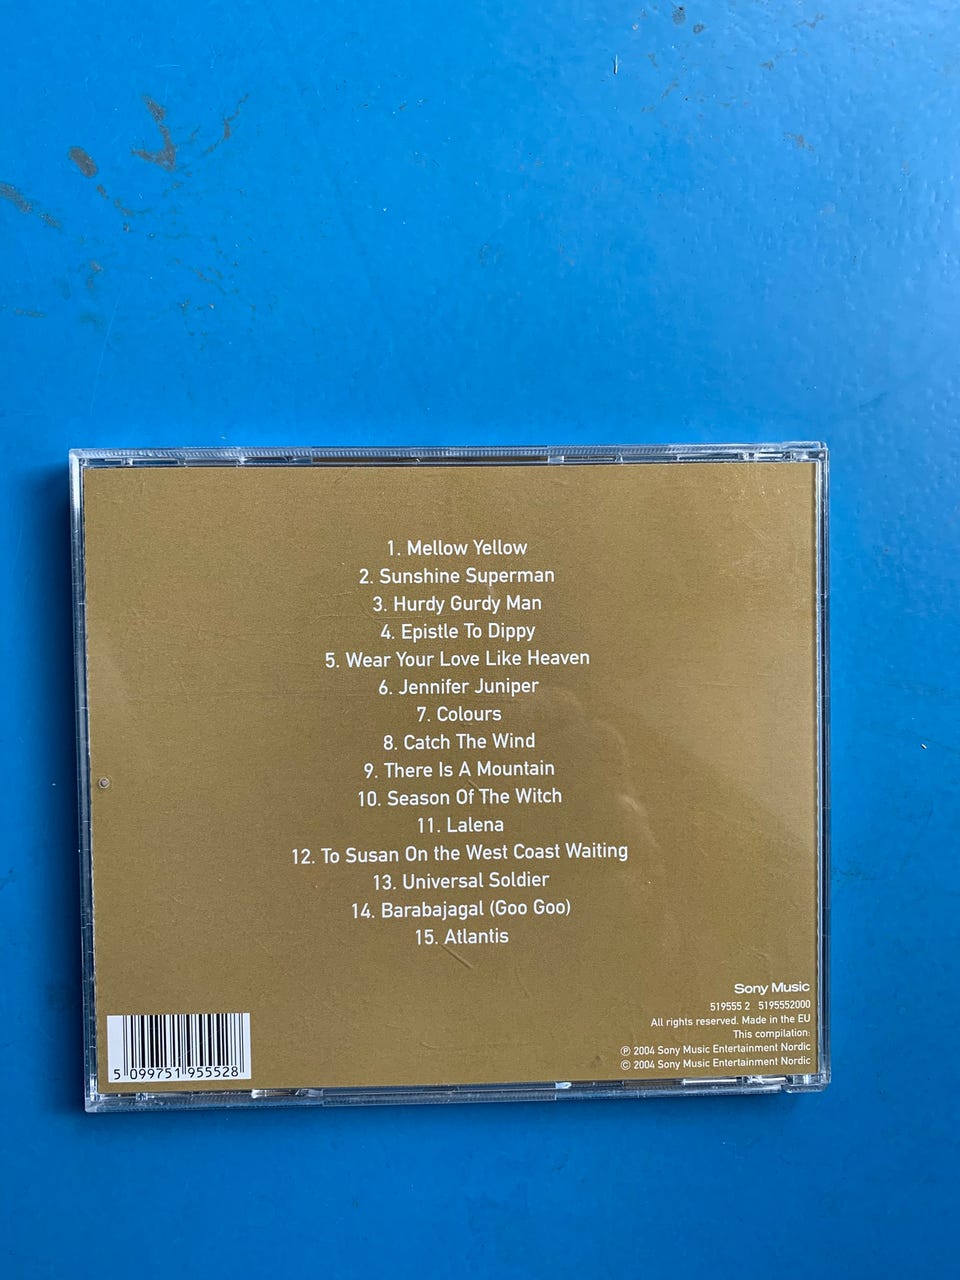 1. Mellow Yellow
2. Sunshine Superman
3. Hurdy Gurdy Man
4. Epistle To Dippy
5. Wear Your Love Like Heaven
6. Jennifer Juniper
7. Colours
8. Catch The Wind
9. There Is A Mountain
10. Season Of The Witch
11. Lalena
12. To Susan On the West Coast Waiting
13. Universal Soldier
14. Barabajagal (Goo Goo)
15. Atlantis
Sony Music
519555 2 5195552000
All rights reserved. Made in the EU
This compilation:
℗ 2004 Sony Music Entertainment Nordic
© 2004 Sony Music Entertainment Nordic
5 099751 955528